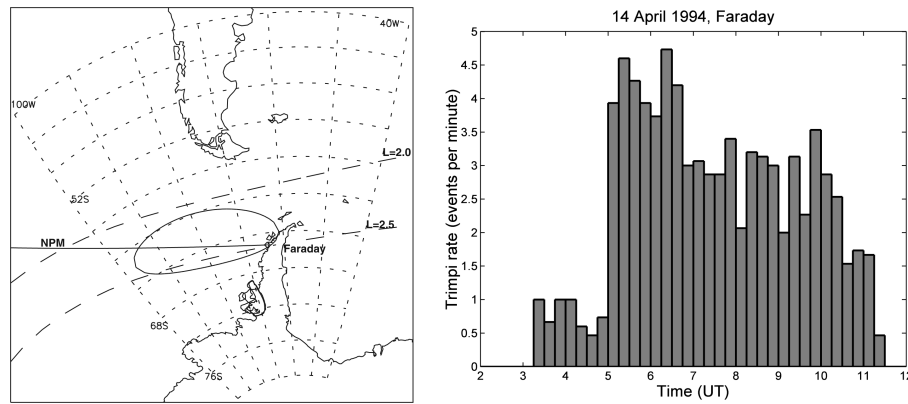 40W
100W
L=2.0
52S
L=2.5
NPM
Faraday
68S
76S
14 April 1994, Faraday
Trimpi rate (events per minute)
5
4.5
4
3.5
3
2.5
2
1.5
1
0.5
0
2 3 4 5 6 7 8 9 10 11 12
Time (UT)